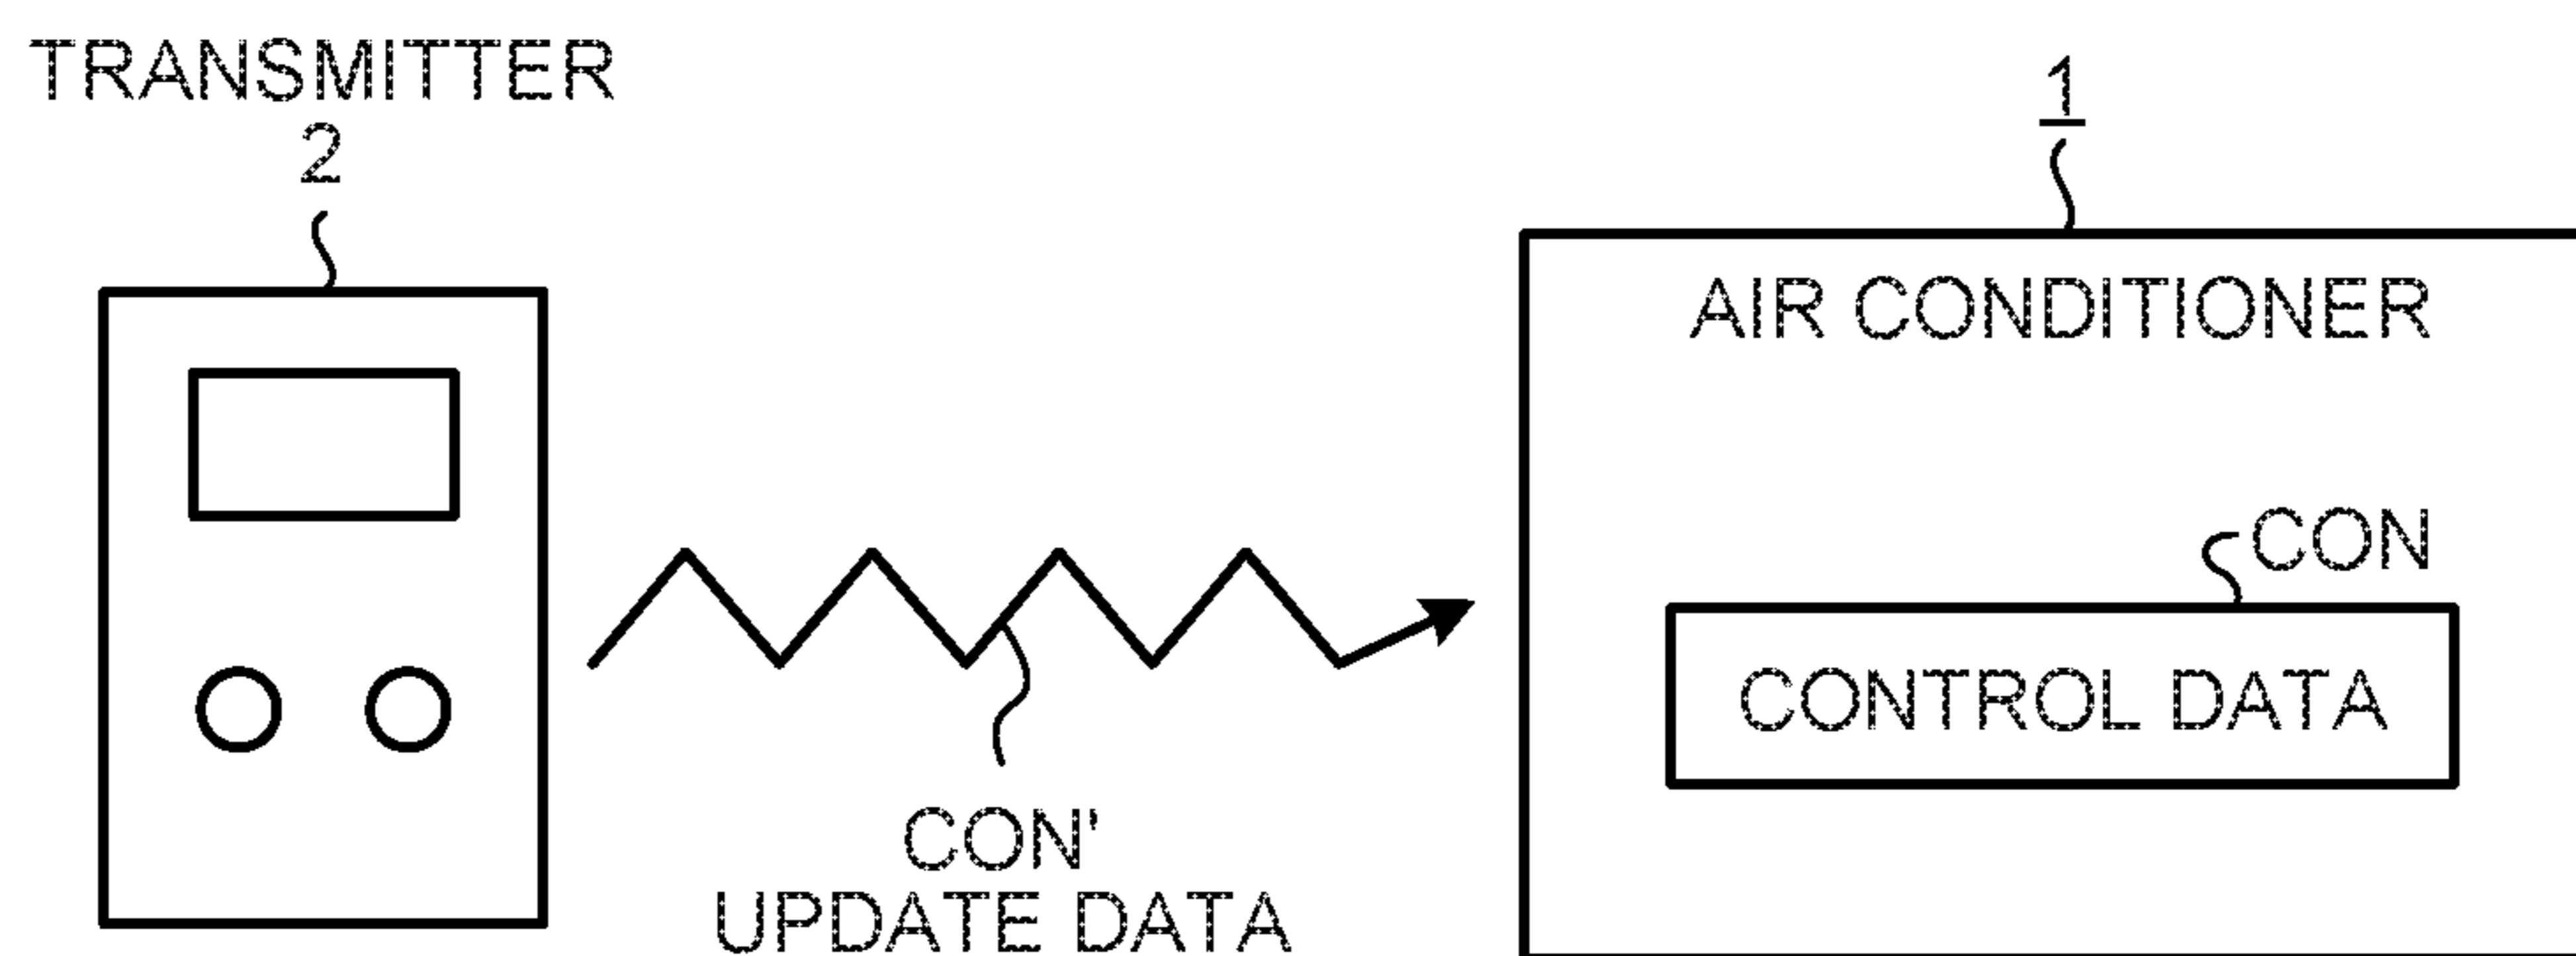 TRANSMITTER
2
1
AIR CONDITIONER
CON
CONTROL DATA
CON'
UPDATE DATA